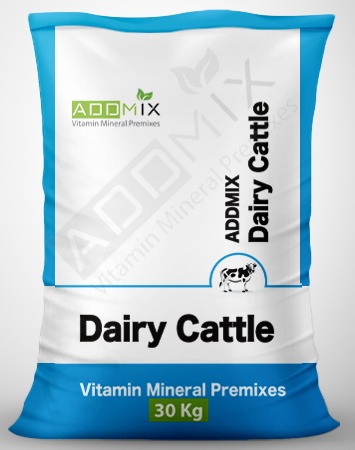 ADDMIX
Vitamin Mineral Premixes
ADDMIX
Vitamin Mineral Premixes
ADDMIX
Dairy Cattle
Dairy Cattle
Vitamin Mineral Premixes
30 Kg